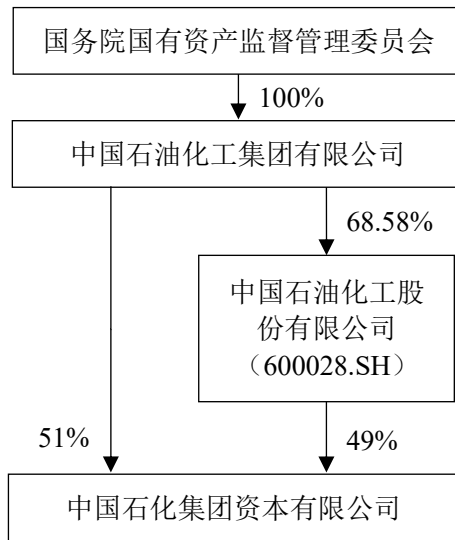 国务院国有资产监督管理委员会
100%
中国石油化工集团有限公司
68.58%
中国石油化工股
份有限公司
（600028.SH）
51%
49%
中国石化集团资本有限公司